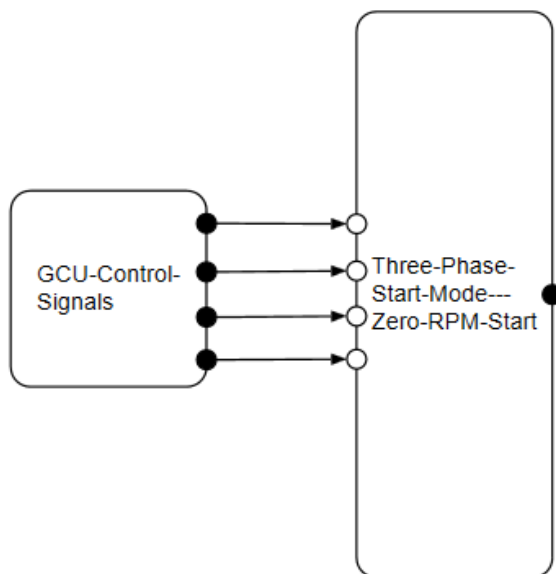 GCU-Control-
Signals
Three-Phase-
Start-Mode---
Zero-RPM-Start